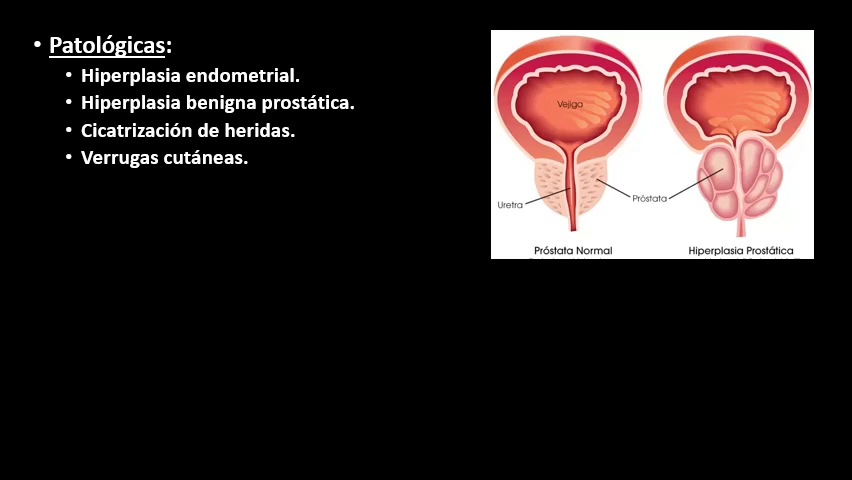 • Patológicas:
• Hiperplasia endometrial.
• Hiperplasia benigna prostática.
• Cicatrización de heridas.
• Verrugas cutáneas.
Vejiga
Uretra
Próstata
Próstata Normal
Hiperplasia Prostática